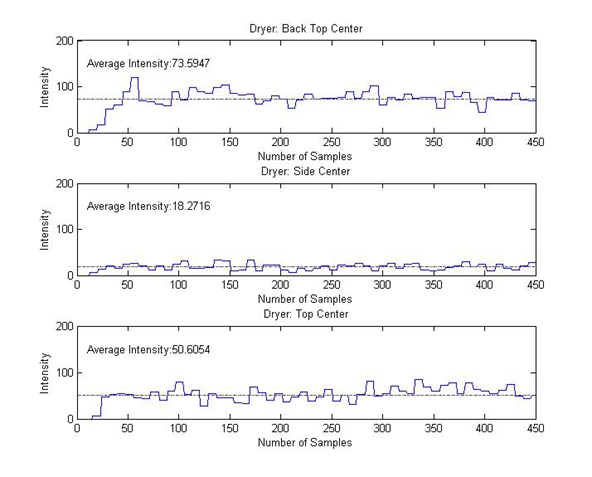 Dryer: Back Top Center
200
Average Intensity:73.5947
Intensity
100
0
0 50 100 150 200 250 300 350 400 450
Number of Samples
Dryer: Side Center
200
Average Intensity:18.2716
Intensity
100
0
0 50 100 150 200 250 300 350 400 450
Number of Samples
Dryer: Top Center
200
Average Intensity:50.6054
Intensity
100
0
0 50 100 150 200 250 300 350 400 450
Number of Samples